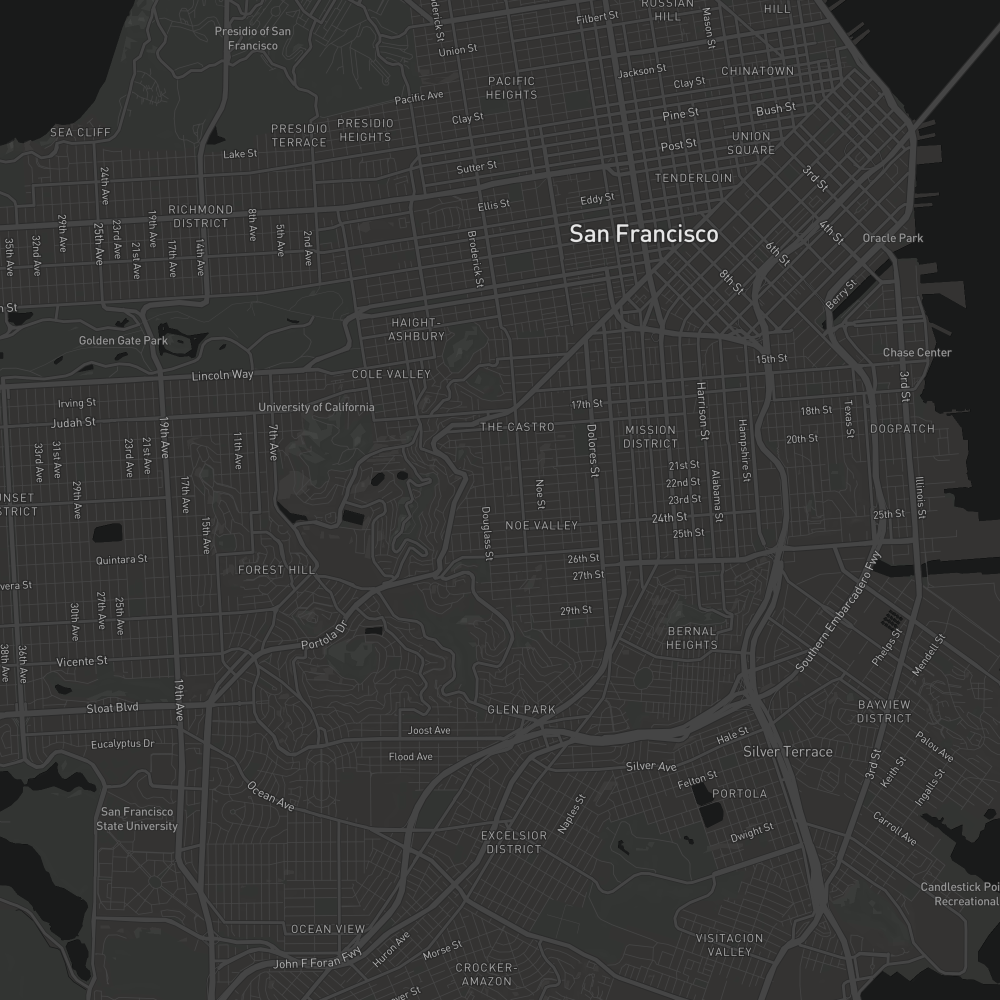 RUSSIAN
HILL
HILL
Filbert St
Mason St
Presidio of San
Francisco
Union St
Jackson St
CHINATOWN
Clay St
PACIFIC
HEIGHTS
Pacific Ave
Bush St
Pine St
Clay St
SEA CLIFF
PRESIDIO
TERRACE
PRESIDIO
HEIGHTS
UNION
SQUARE
Post St
Lake St
Sutter St
TENDERLOIN
3rd St
24th Ave
Eddy St
Ellis St
RICHMOND
DISTRICT
8th Ave
19th Ave
29th Ave
San Francisco
4th St
Oracle Park
23rd Ave
25th Ave
5th Ave
2nd Ave
6th St
35th Ave
32nd Ave
21st Ave
17th Ave
14th Ave
Broderick St
8th St
Berry St
HAIGHT-
ASHBURY
Golden Gate Park
Chase Center
15th St
Lincoln Way
COLE VALLEY
3rd St
Irving St
University of California
17th St
Harrison St
18th St
Texas St
Judah St
THE CASTRO
MISSION
DISTRICT
DOGPATCH
19th Ave
7th Ave
11th Ave
Dolores St
Hampshire St
20th St
33rd Ave
31st Ave
23rd Ave
21st Ave
21st St
22nd St
23rd St
Alabama St
29th Ave
17th Ave
Noe St
Illinois St
24th St
25th St
15th Ave
Douglass St
NOE VALLEY
25th St
Quintara St
FOREST HILL
26th St
27th St
Southern Embarcadero Fwy
30th Ave
27th Ave
25th Ave
29th St
Portola Dr
BERNAL
HEIGHTS
Phelps St
Mendell St
38th Ave
36th Ave
Vicente St
19th Ave
Sloat Blvd
GLEN PARK
BAYVIEW
DISTRICT
Joost Ave
Hale St
Eucalyptus Dr
Flood Ave
Silver Terrace
Palou Ave
3rd St
Silver Ave
Felton St
Keith St
Ingalls St
Ocean Ave
PORTOLA
San Francisco
State University
Naples St
EXCELSIOR
DISTRICT
Dwight St
Carroll Ave
Candlestick Poi
Recreational
OCEAN VIEW
VISITACION
VALLEY
Huron Ave
Morse St
John F Foran Fwy
CROCKER-
AMAZON